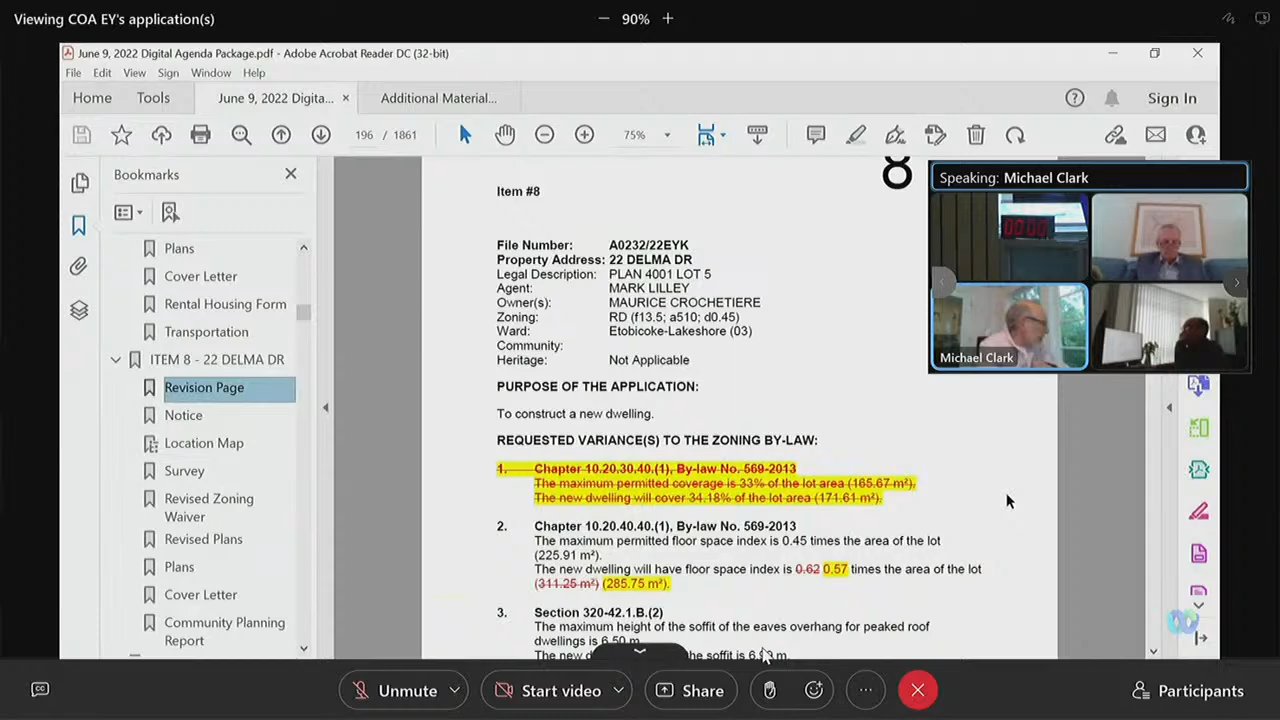 Viewing COA EY's application(s)
90%
June 9, 2022 Digital Agenda Package.pdf - Adobe Acrobat Reader DC (32-bit)
File Edit View Sign Window Help
Home Tools June 9, 2022 Digita... × Additional Material... Sign In
196 / 1861 75%
Bookmarks
Plans
Cover Letter
Rental Housing Form
Transportation
ITEM 8 - 22 DELMA DR
Revision Page
Notice
Location Map
Survey
Revised Zoning
Waiver
Revised Plans
Plans
Cover Letter
Community Planning
Report
8
Item #8
File Number: A0232/22EYK
Property Address: 22 DELMA DR
Legal Description: PLAN 4001 LOT 5
Agent: MARK LILLEY
Owner(s): MAURICE CROCHETIERE
Zoning: RD (f13.5; a510; d0.45)
Ward: Etobicoke-Lakeshore (03)
Community:
Heritage: Not Applicable
PURPOSE OF THE APPLICATION:
To construct a new dwelling.
REQUESTED VARIANCE(S) TO THE ZONING BY-LAW:
1. Chapter 10.20.30.40.(1), By-law No. 569-2013
The maximum permitted coverage is 33% of the lot area (165.67 m²).
The new dwelling will cover 34.18% of the lot area (171.61 m²).
2. Chapter 10.20.40.40.(1), By-law No. 569-2013
The maximum permitted floor space index is 0.45 times the area of the lot
(225.91 m²).
The new dwelling will have floor space index is 0.62 0.57 times the area of the lot
(311.25 m²) (285.75 m²).
3. Section 320-42.1.B.(2)
The maximum height of the soffit of the eaves overhang for peaked roof
dwellings is 6.50 m.
The new the soffit is m.
Speaking: Michael Clark
00:00
Michael Clark
Unmute
Start video
Share
Participants